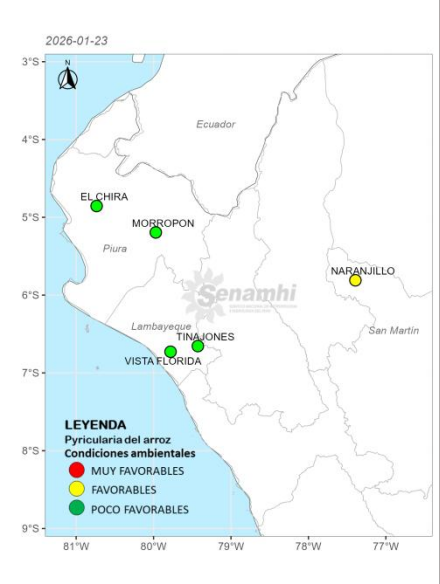 2026-01-23
3°S
N
4°S
Ecuador
EL CHIRA
5°S
MORROPON
Piura
NARANJILLO
6°S
Senamhi
Lambayeque
San Martín
TINAJONES
VISTA FLORIDA
7°S
LEYENDA
Pyricularia del arroz
Condiciones ambientales
8°S
MUY FAVORABLES
FAVORABLES
POCO FAVORABLES
9°S
81°W 80°W 79°W 78°W 77°W